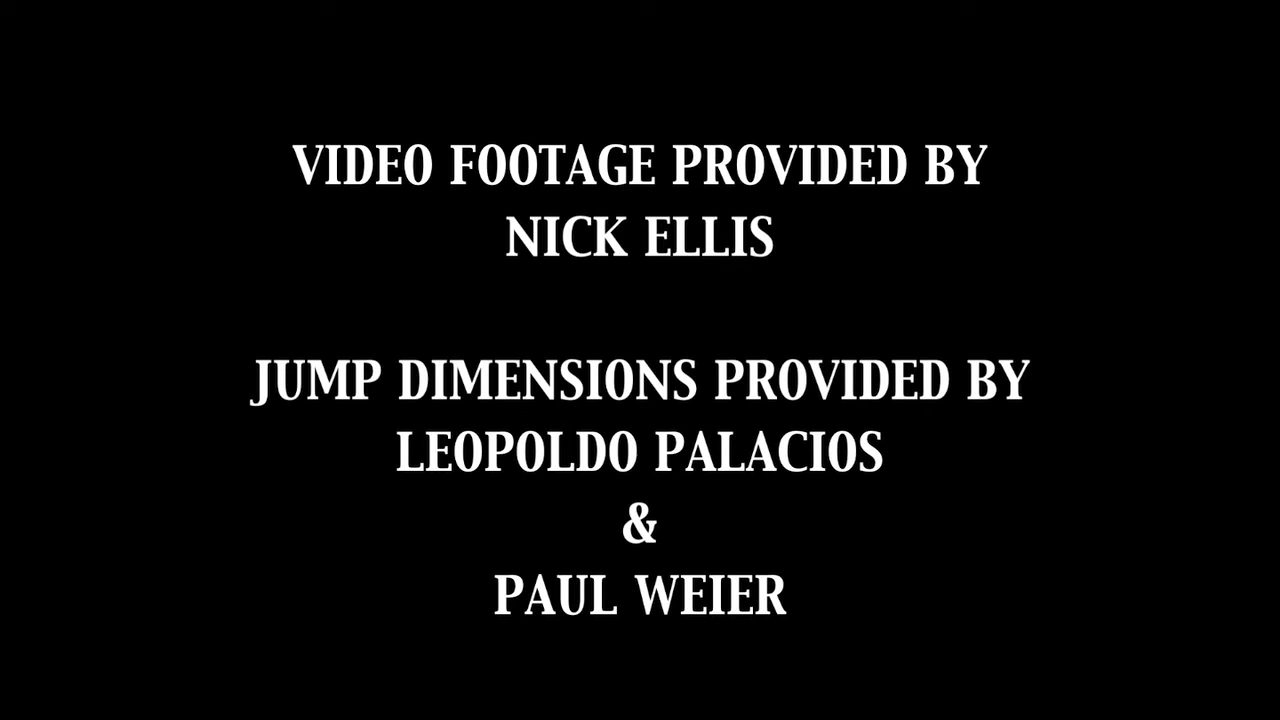 VIDEO FOOTAGE PROVIDED BY
NICK ELLIS
JUMP DIMENSIONS PROVIDED BY
LEOPOLDO PALACIOS
&
PAUL WEIER